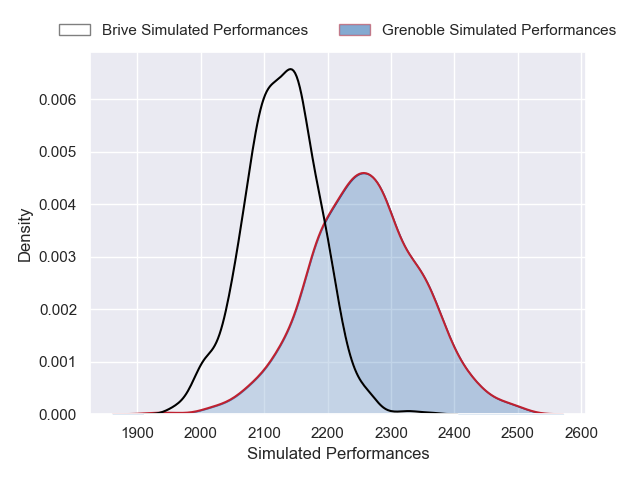 Brive Simulated Performances Grenoble Simulated Performances
0.006
0.005
0.004
0.003
0.002
0.001
0.000
Density
1900 2000 2100 2200 2300 2400 2500 2600
Simulated Performances